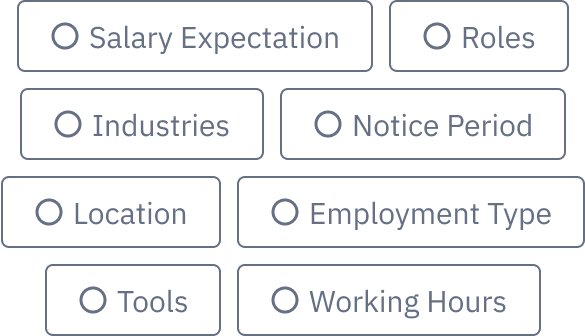 Salary Expectation Roles
Industries Notice Period
Location Employment Type
Tools Working Hours